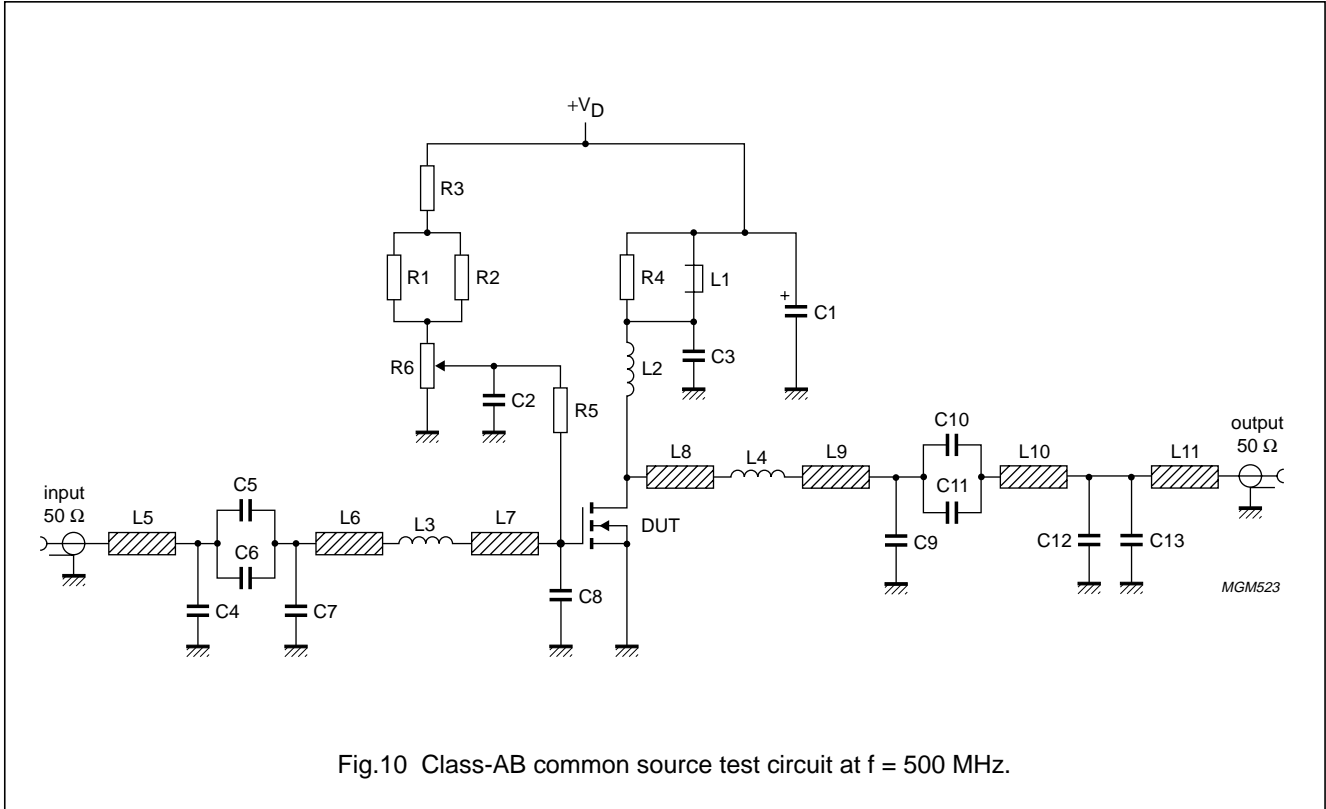 +VD
R3
R1
R2
R4
L1
+
C1
R6
C3
L2
C2
R5
C10
output
50 Ω
L8
L4
L9
L10
L11
C11
input
50 Ω
C5
L5
L6
L3
L7
DUT
C6
C9
C12
C13
C8
MGM523
C4
C7
Fig.10 Class-AB common source test circuit at f = 500 MHz.